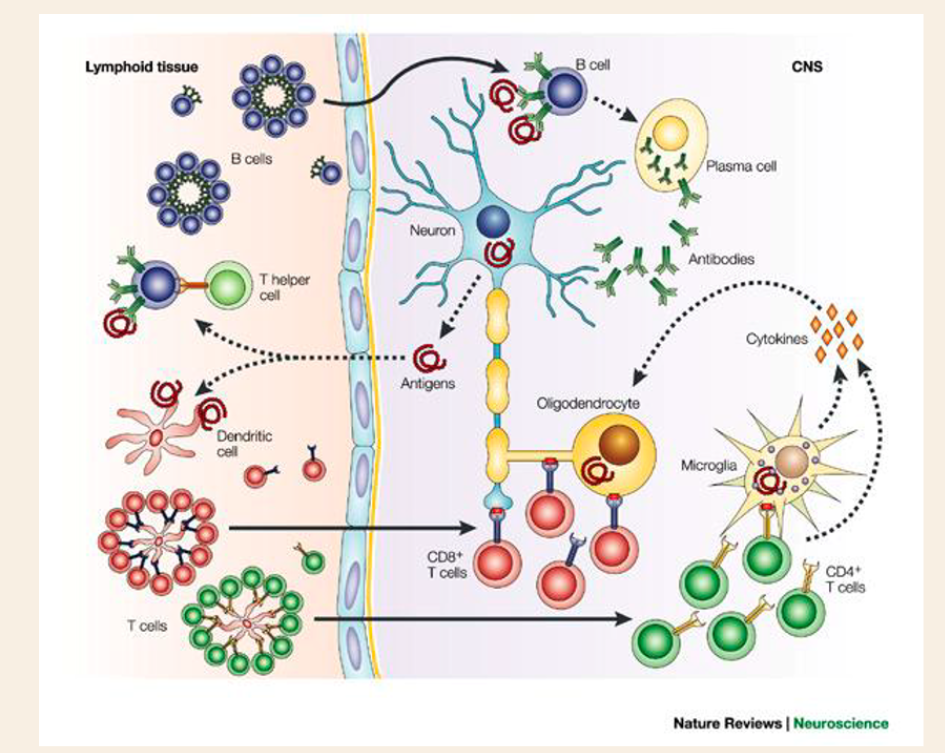 Lymphoid tissue
CNS
B cell
B cells
Plasma cell
Neuron
Antibodies
T helper
cell
Cytokines
Antigens
Oligodendrocyte
Dendritic
cell
Microglia
CD8⁺
T cells
CD4⁺
T cells
T cells
Nature Reviews | Neuroscience